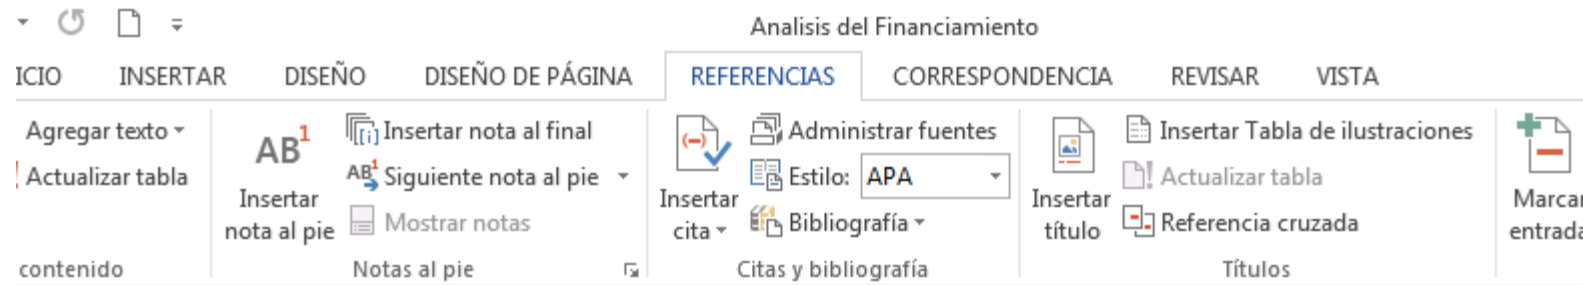 Analisis del Financiamiento
ICIO INSERTAR DISEÑO DISEÑO DE PÁGINA REFERENCIAS CORRESPONDENCIA REVISAR VISTA
Agregar texto
Actualizar tabla
contenido
AB1
Insertar
nota al pie
[i] Insertar nota al final
AB1 Siguiente nota al pie
Mostrar notas
Notas al pie
(-)
Insertar
cita
Administrar fuentes
Estilo: APA
Bibliografía
Citas y bibliografía
Insertar
título
Insertar Tabla de ilustraciones
Actualizar tabla
Referencia cruzada
Títulos
Marcar
entrada